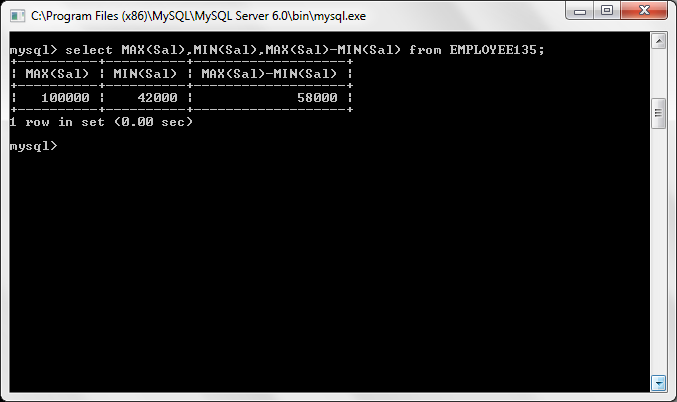 C:\Program Files (x86)\MySQL\MySQL Server 6.0\bin\mysql.exe
mysql> select MAX(Sal),MIN(Sal),MAX(Sal)-MIN(Sal) from EMPLOYEE135;
+----------+----------+-------------------+
| MAX(Sal) | MIN(Sal) | MAX(Sal)-MIN(Sal) |
+----------+----------+-------------------+
|   100000 |    42000 |             58000 |
+----------+----------+-------------------+
1 row in set (0.00 sec)
mysql>